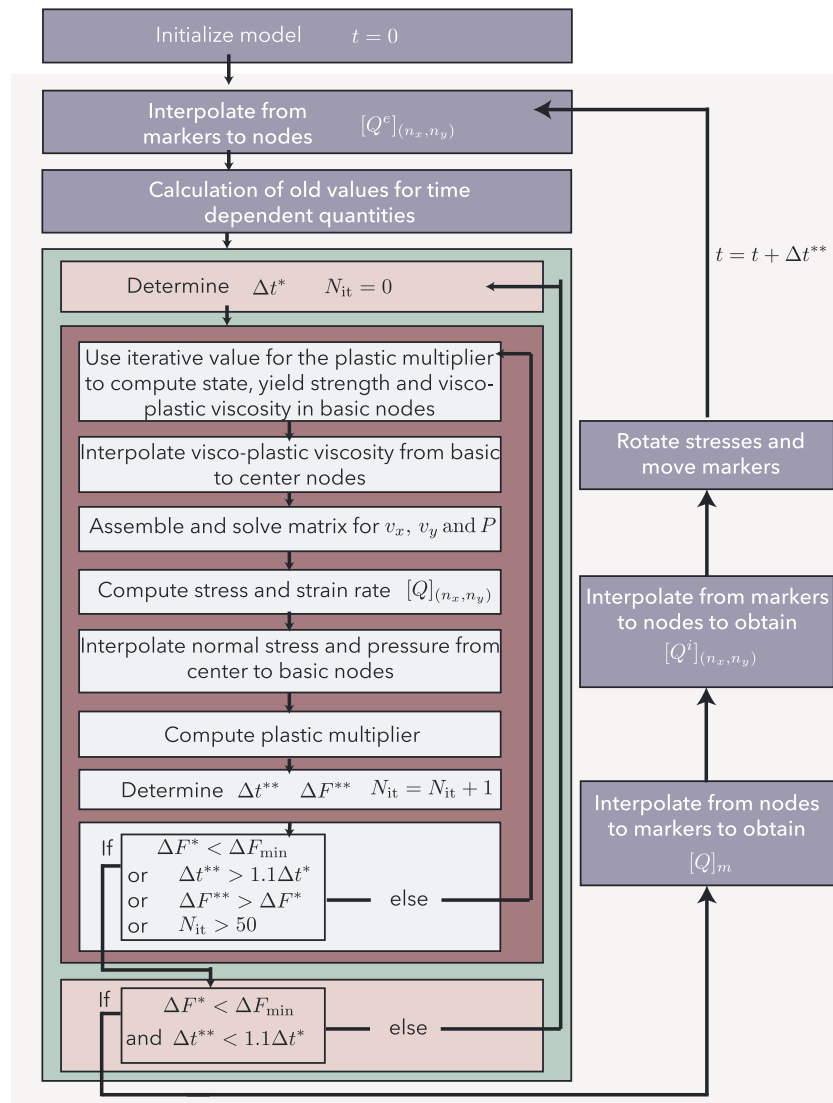 Initialize model t = 0
Interpolate from
markers to nodes [Q^e]_(n_x,n_y)
Calculation of old values for time
dependent quantities
Determine Δt* N_it = 0
Use iterative value for the plastic multiplier
to compute state, yield strength and visco-
plastic viscosity in basic nodes
Interpolate visco-plastic viscosity from basic
to center nodes
Assemble and solve matrix for v_x, v_y and P
Compute stress and strain rate [Q]_(n_x,n_y)
Interpolate normal stress and pressure from
center to basic nodes
Compute plastic multiplier
Determine Δt** ΔF** N_it = N_it + 1
If ΔF* < ΔF_min
or Δt** > 1.1Δt*
or ΔF** > ΔF*
or N_it > 50
else
If ΔF* < ΔF_min
and Δt** < 1.1Δt*
else
Interpolate from nodes
to markers to obtain
[Q]_m
Interpolate from markers
to nodes to obtain
[Q^i]_(n_x,n_y)
Rotate stresses and
move markers
t = t + Δt**